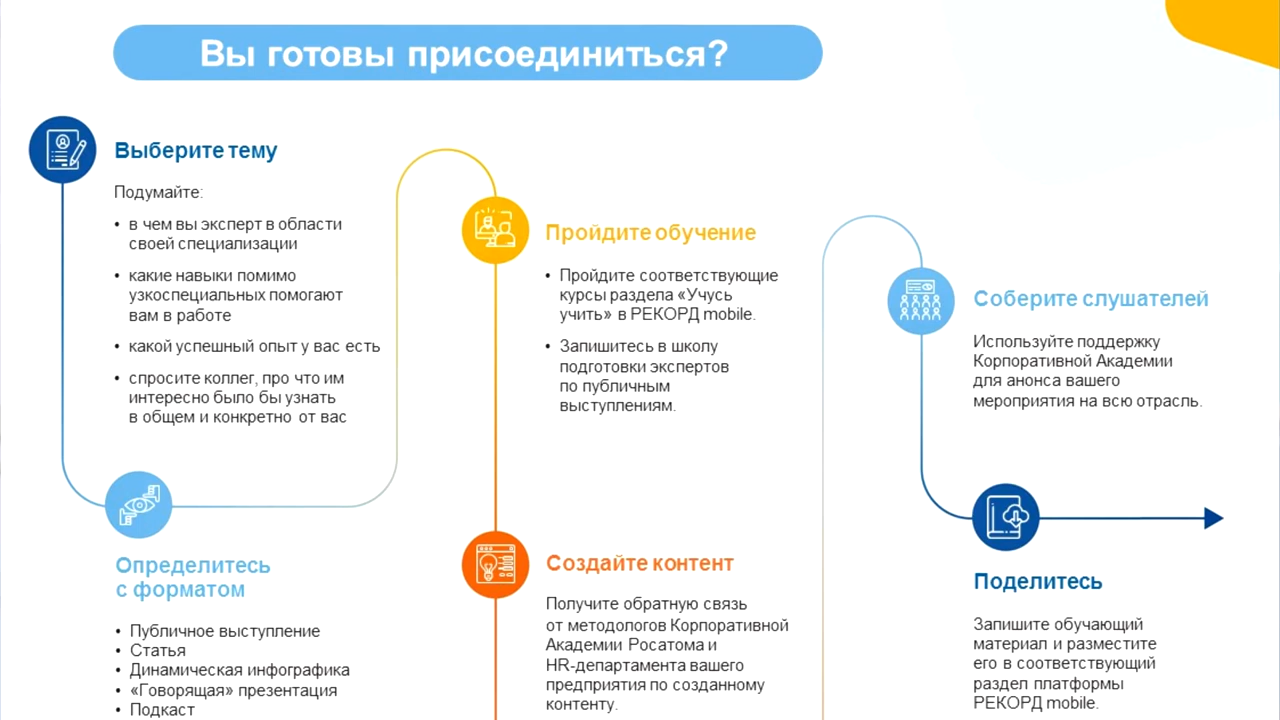 Вы готовы присоединиться?
Выберите тему
Подумайте:
• в чем вы эксперт в области
своей специализации
• какие навыки помимо
узкоспециальных помогают
вам в работе
• какой успешный опыт у вас есть
• спросите коллег, про что им
интересно было бы узнать
в общем и конкретно от вас
Определитесь
с форматом
• Публичное выступление
• Статья
• Динамическая инфографика
• «Говорящая» презентация
• Подкаст
Пройдите обучение
• Пройдите соответствующие
курсы раздела «Учусь
учить» в РЕКОРД mobile.
• Запишитесь в школу
подготовки экспертов
по публичным
выступлениям.
Создайте контент
Получите обратную связь
от методологов Корпоративной
Академии Росатома и
HR-департамента вашего
предприятия по созданному
контенту.
Соберите слушателей
Используйте поддержку
Корпоративной Академии
для анонса вашего
мероприятия на всю отрасль.
Поделитесь
Запишите обучающий
материал и разместите
его в соответствующий
раздел платформы
РЕКОРД mobile.